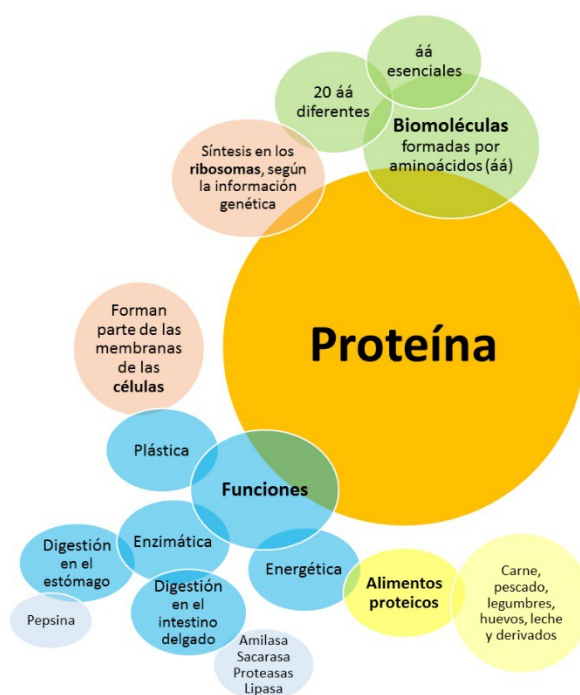 áá
esenciales
20 áá
diferentes
Biomoléculas
formadas por
aminoácidos (áá)
Síntesis en los
ribosomas, según
la información
genética
Proteína
Forman
parte de las
membranas
de las
células
Plástica
Funciones
Enzimática
Digestión en el
estómago
Pepsina
Digestión
en el
intestino
delgado
Amilasa
Sacarasa
Proteasas
Lipasa
Energética
Alimentos
proteicos
Carne,
pescado,
legumbres,
huevos, leche
y derivados